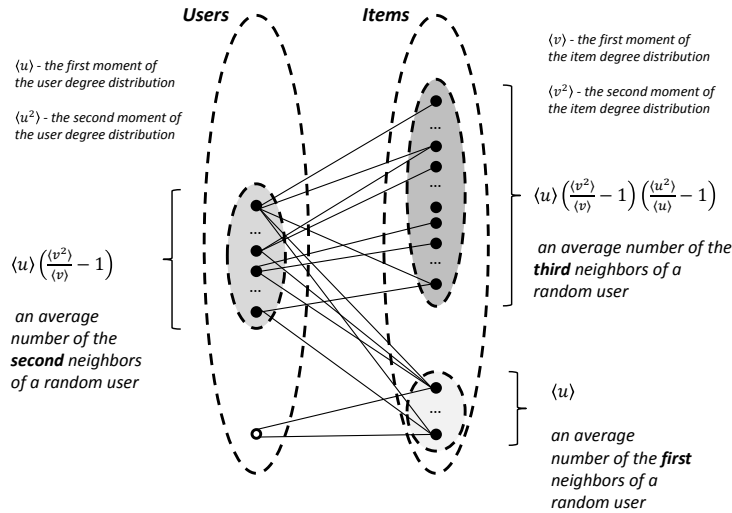 Users
Items
⟨u⟩ - the first moment of
the user degree distribution
⟨u²⟩ - the second moment of
the user degree distribution
⟨v⟩ - the first moment of
the item degree distribution
⟨v²⟩ - the second moment of
the item degree distribution
...
...
...
...
...
...
⟨u⟩ (⟨v²⟩/⟨v⟩ − 1)
an average
number of the
second neighbors
of a random user
⟨u⟩ (⟨v²⟩/⟨v⟩ − 1) (⟨u²⟩/⟨u⟩ − 1)
an average number of the
third neighbors of a
random user
⟨u⟩
an average
number of the first
neighbors of a
random user